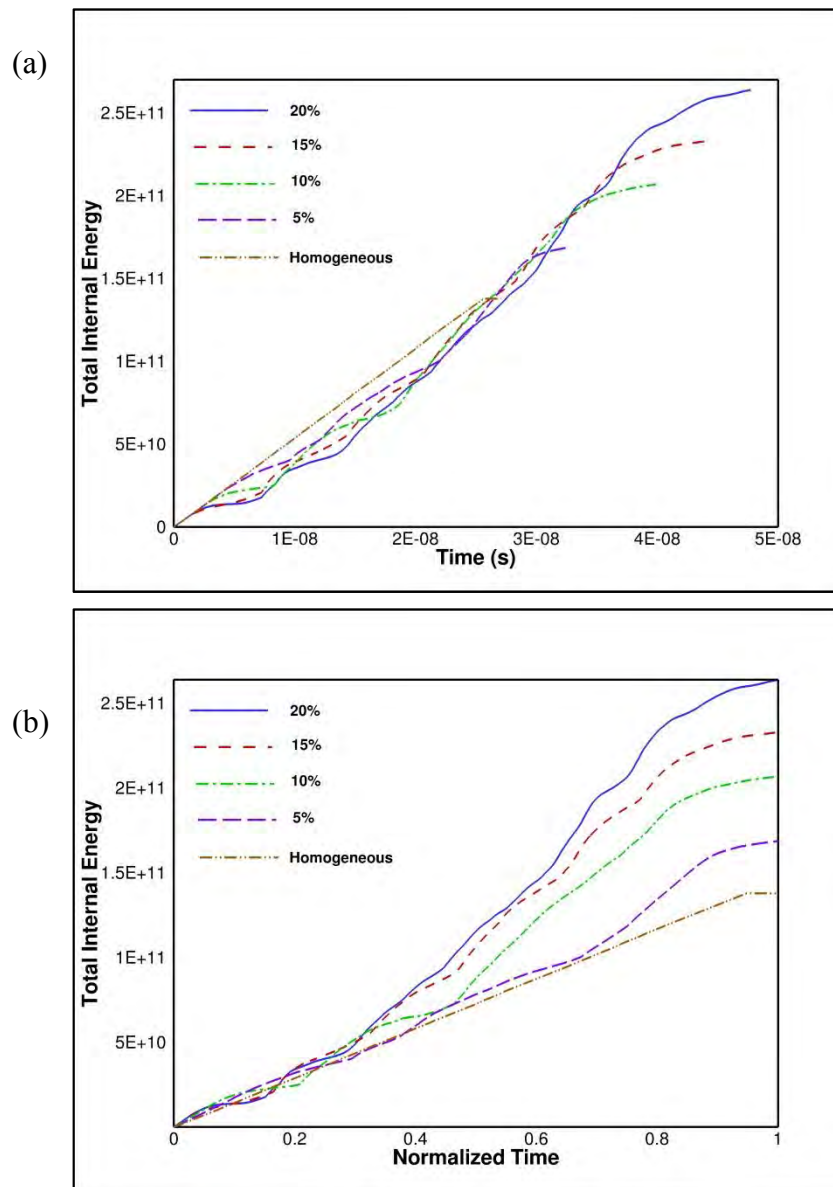 (a)
Total Internal Energy
2.5E+11
2E+11
1.5E+11
1E+11
5E+10
0
20%
15%
10%
5%
Homogeneous
0
1E-08
2E-08
3E-08
4E-08
5E-08
Time (s)
(b)
Total Internal Energy
2.5E+11
2E+11
1.5E+11
1E+11
5E+10
20%
15%
10%
5%
Homogeneous
0
0.2
0.4
0.6
0.8
1
Normalized Time